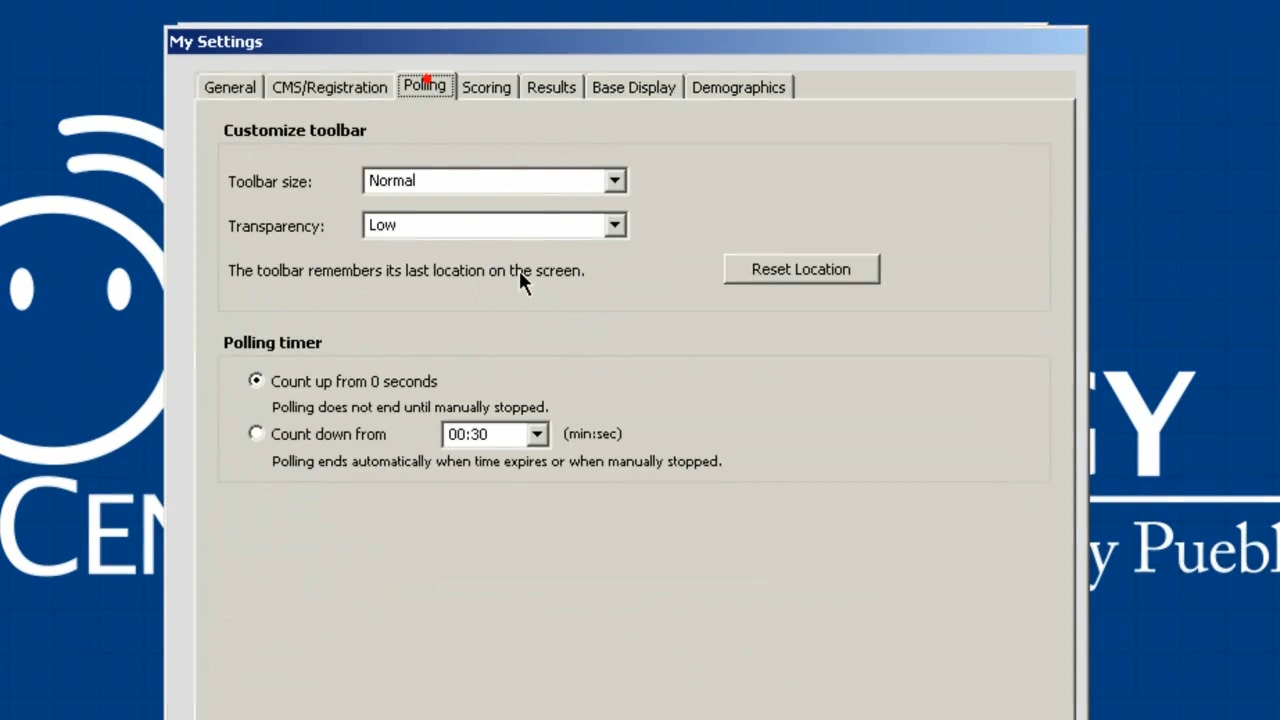 My Settings
General CMS/Registration Polling Scoring Results Base Display Demographics
Customize toolbar
Toolbar size: Normal
Transparency: Low
The toolbar remembers its last location on the screen. Reset Location
Polling timer
Count up from 0 seconds
Polling does not end until manually stopped.
Count down from 00:30 (min:sec)
Polling ends automatically when time expires or when manually stopped.
GY
CEN
y Puebl